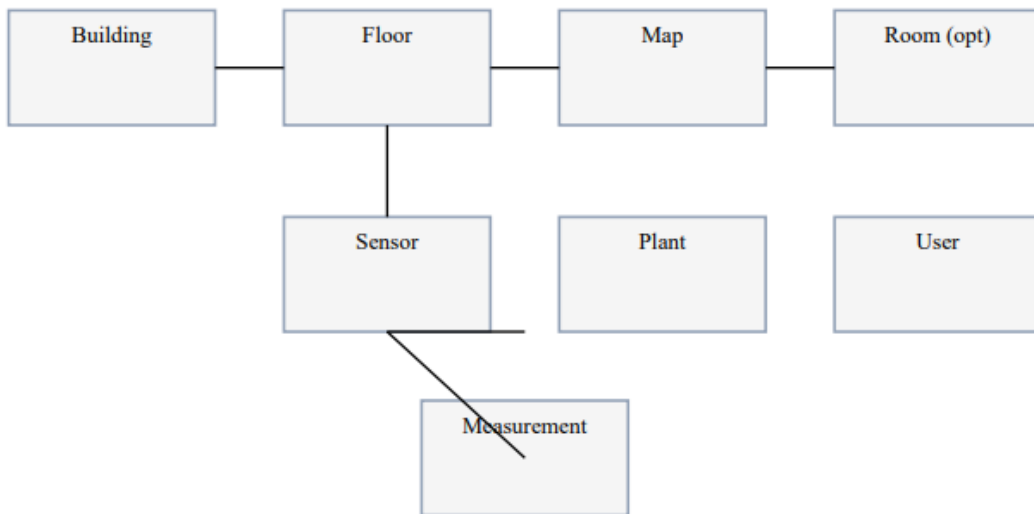 Building
Floor
Map
Room (opt)
Sensor
Plant
User
Measurement